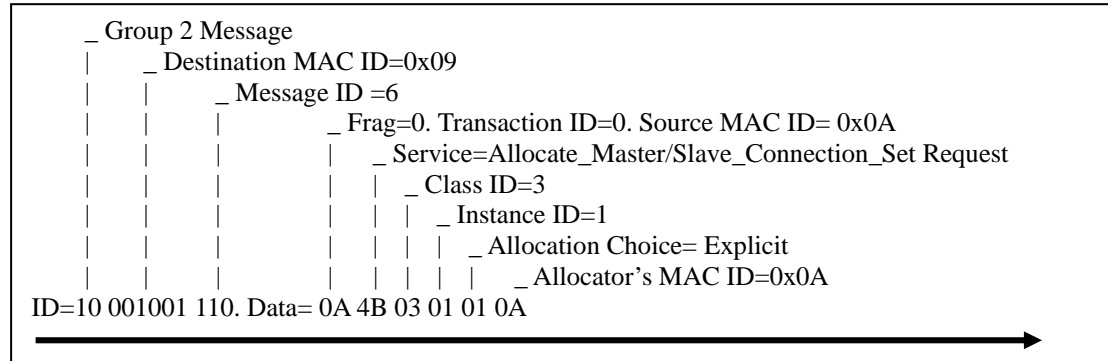 _ Group 2 Message
| _ Destination MAC ID=0x09
| | _ Message ID =6
| | | _ Frag=0. Transaction ID=0. Source MAC ID= 0x0A
| | | | _ Service=Allocate_Master/Slave_Connection_Set Request
| | | | | _ Class ID=3
| | | | | | _ Instance ID=1
| | | | | | | _ Allocation Choice= Explicit
| | | | | | | | _ Allocator’s MAC ID=0x0A
ID=10 001001 110. Data= 0A 4B 03 01 01 0A